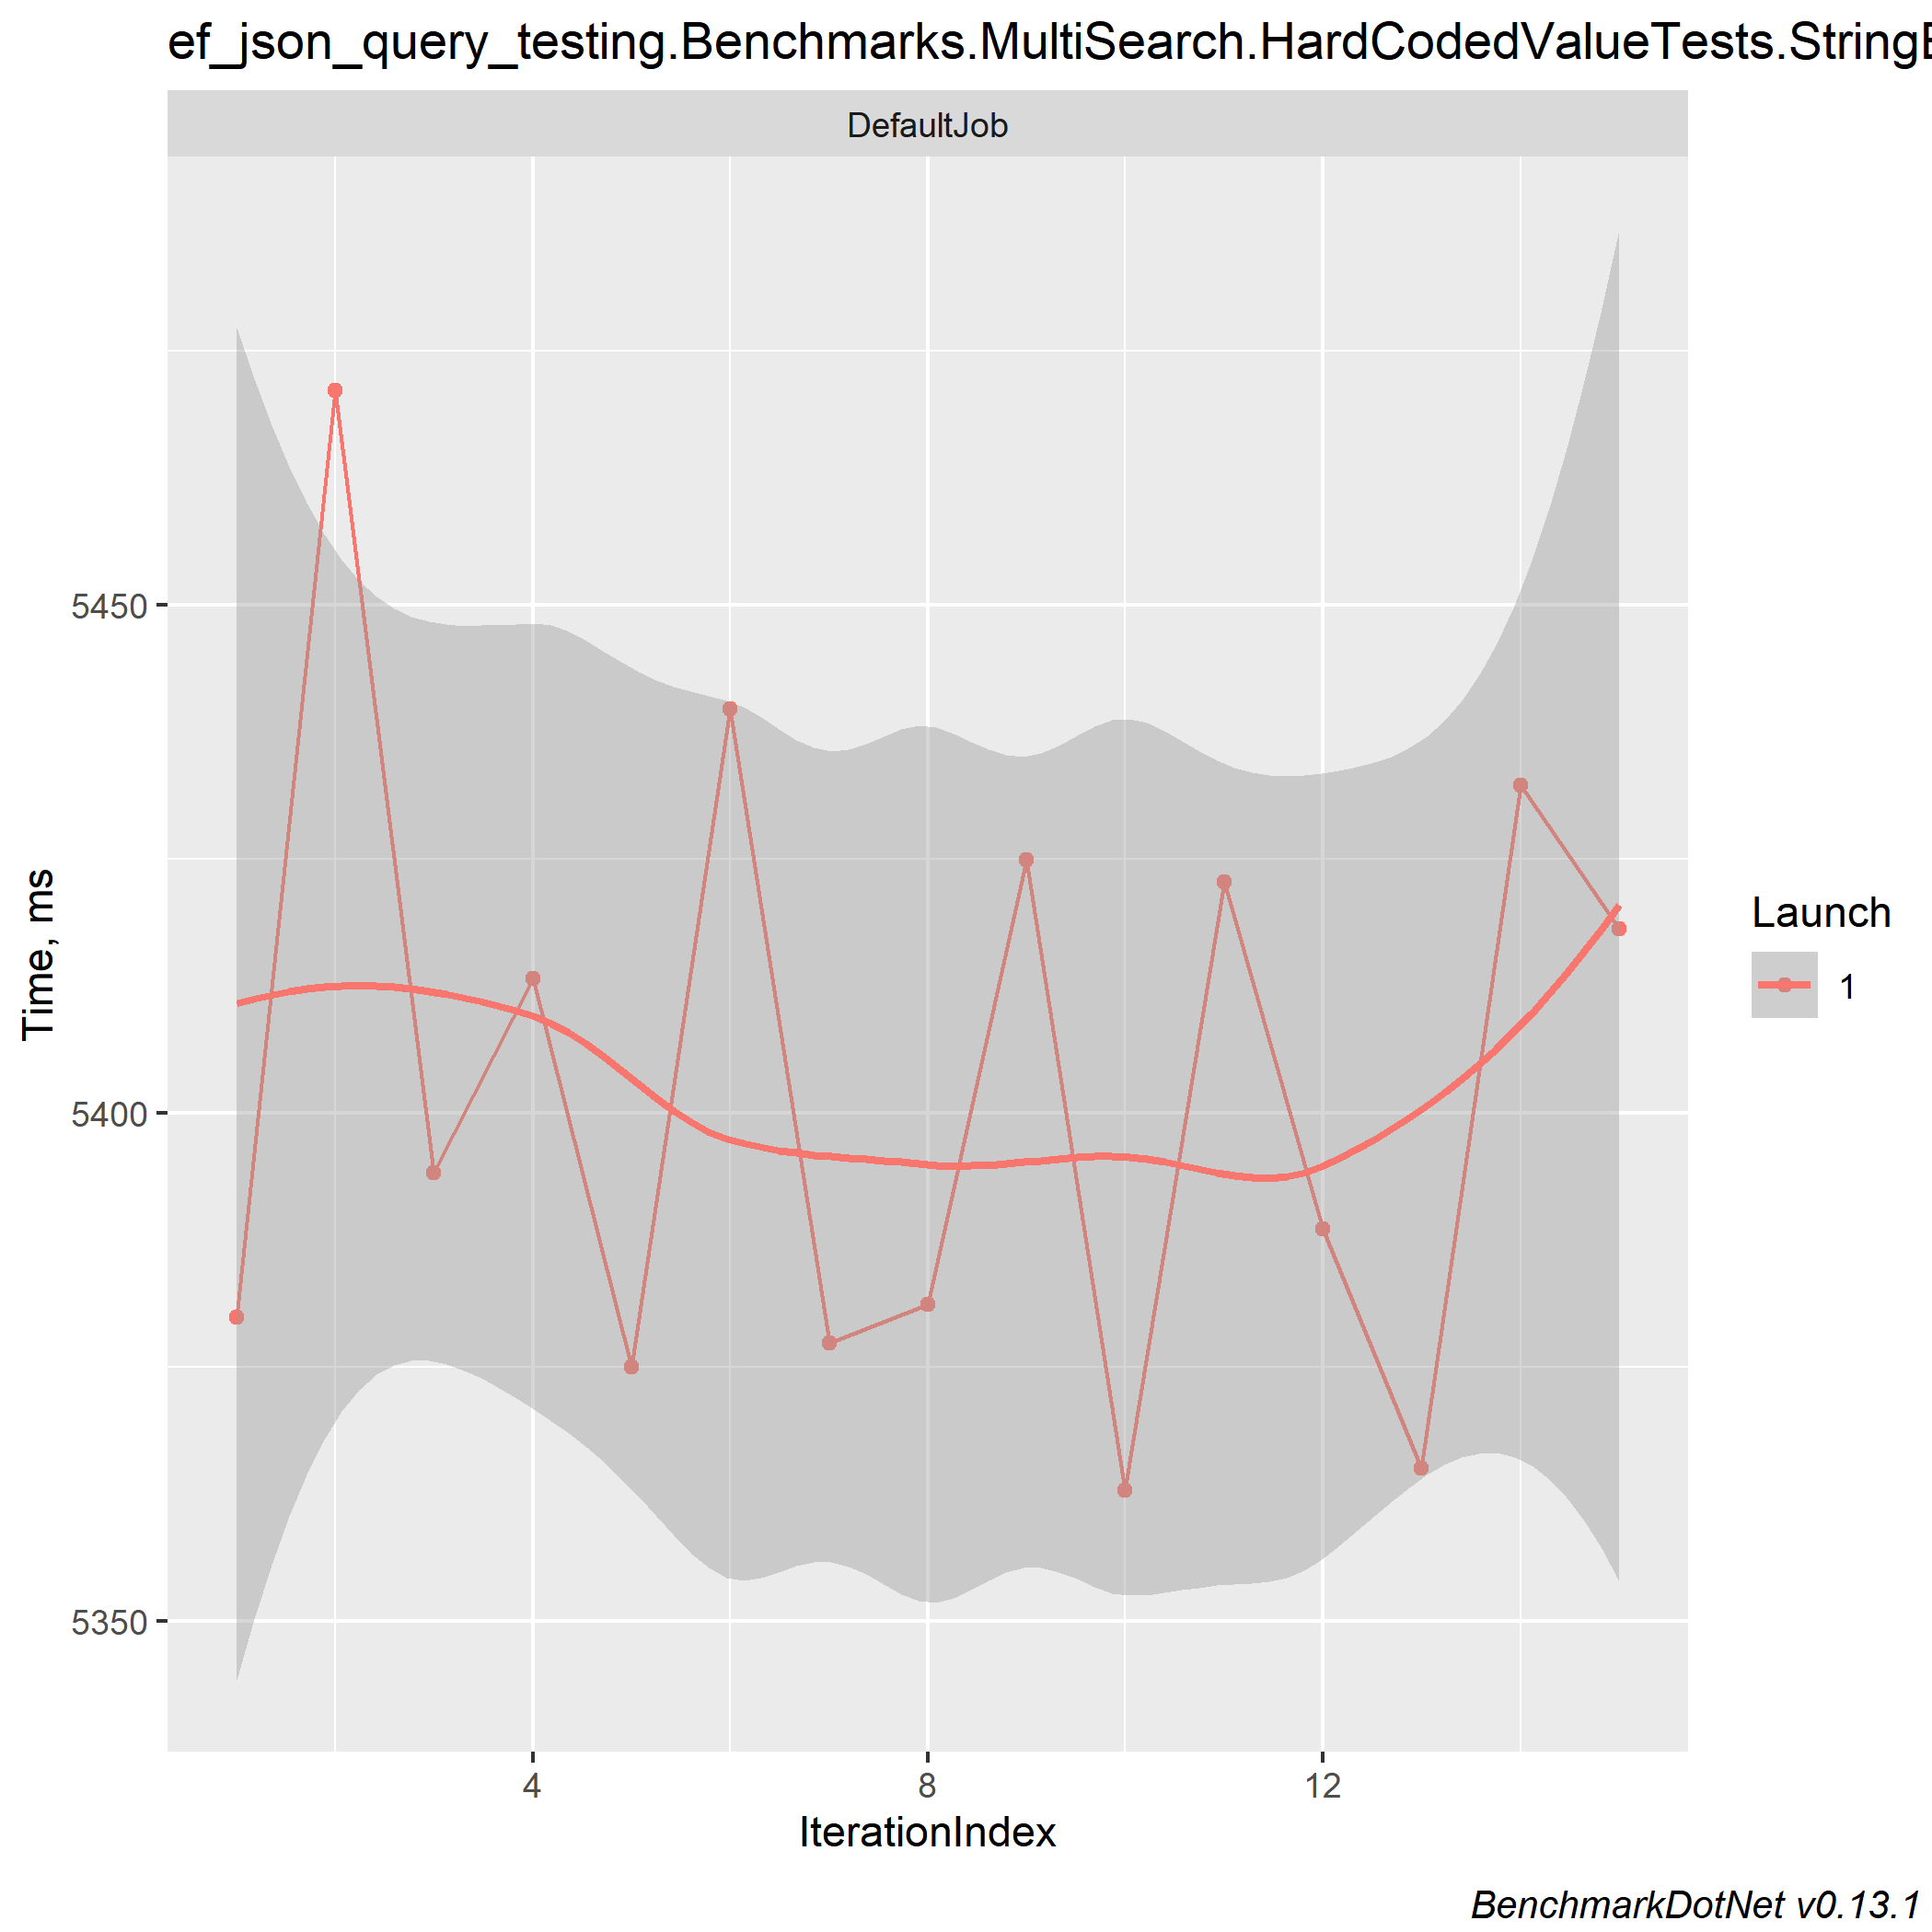 ef_json_query_testing.Benchmarks.MultiSearch.HardCodedValueTests.String
DefaultJob
5450
5400
5350
Time, ms
4
8
12
IterationIndex
Launch
1
BenchmarkDotNet v0.13.1